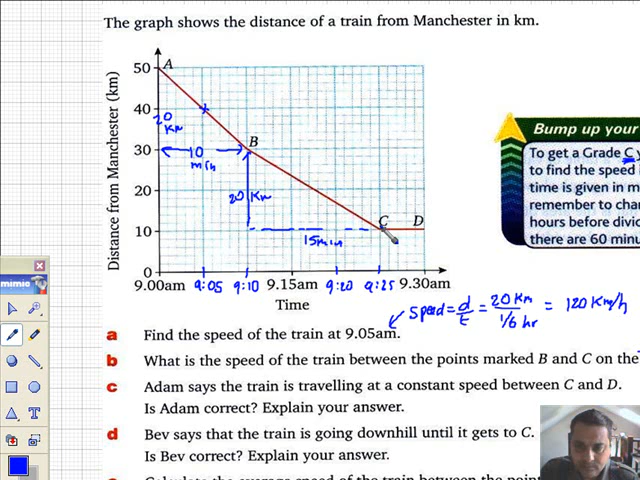 The graph shows the distance of a train from Manchester in km.
Distance from Manchester (km)
50
40
30
20
10
0
A
B
C
D
20
Km
10
min
20 Km
15min
9.00am
9.15am
9.30am
9:05
9:10
9:20
9:25
Time
Speed = d/t = 20 Km / 1/6 hr = 120 Km/h
Bump up your
To get a Grade C y
to find the speed i
time is given in m
remember to chan
hours before divid
there are 60 minu
mimio
T
a Find the speed of the train at 9.05am.
b What is the speed of the train between the points marked B and C on the
c Adam says the train is travelling at a constant speed between C and D.
Is Adam correct? Explain your answer.
d Bev says that the train is going downhill until it gets to C.
Is Bev correct? Explain your answer.